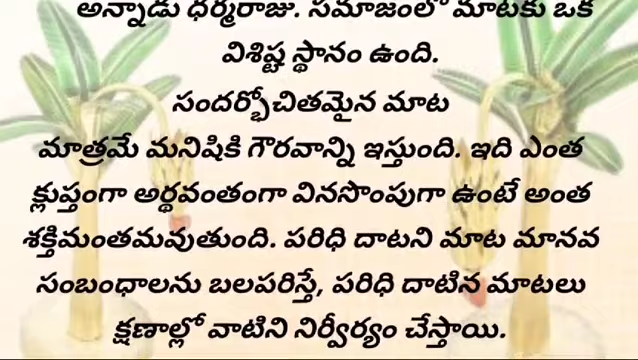 అన్నాడు ధర్మరాజు. సమాజంలో మాటకు ఒక
విశిష్ట స్థానం ఉంది.
సందర్భోచితమైన మాట
మాత్రమే మనిషికి గౌరవాన్ని ఇస్తుంది. ఇది ఎంత
క్లుప్తంగా అర్థవంతంగా వినసొంపుగా ఉంటే అంత
శక్తిమంతమవుతుంది. పరిధి దాటని మాట మానవ
సంబంధాలను బలపరిస్తే, పరిధి దాటిన మాటలు
క్షణాల్లో వాటిని నిర్వీర్యం చేస్తాయి.